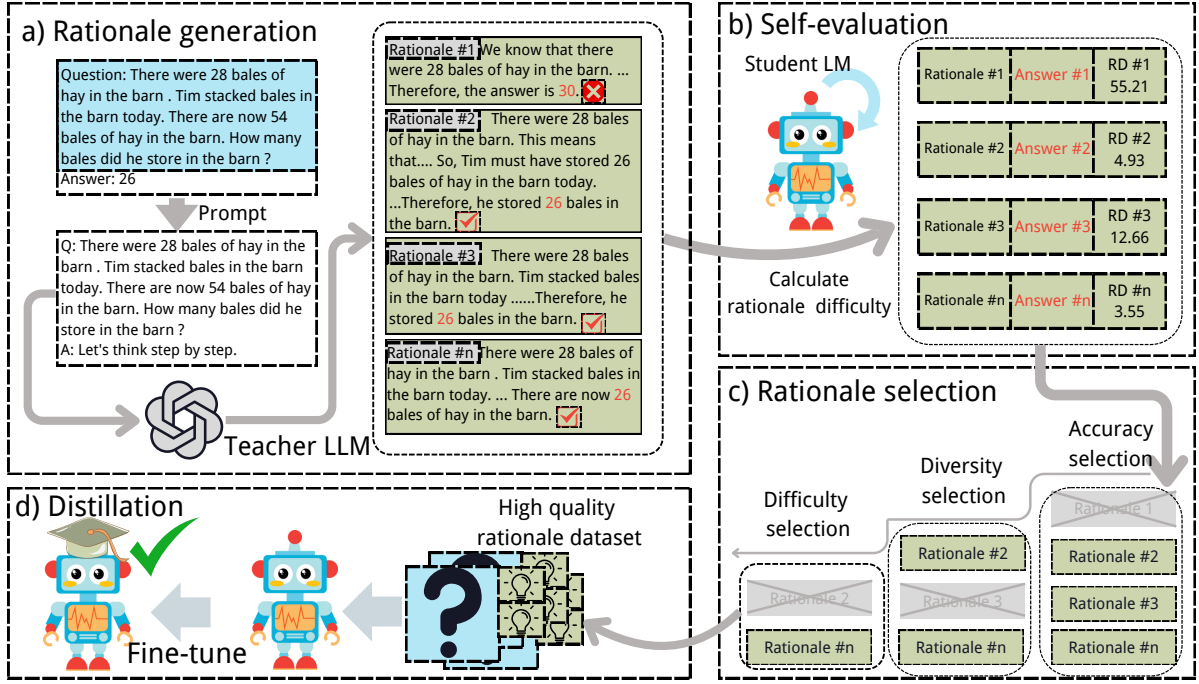 a) Rationale generation
Question: There were 28 bales of
hay in the barn . Tim stacked bales in
the barn today. There are now 54
bales of hay in the barn. How many
bales did he store in the barn ?
Answer: 26
Prompt
Q: There were 28 bales of hay in the
barn . Tim stacked bales in the barn
today. There are now 54 bales of hay
in the barn. How many bales did he
store in the barn ?
A: Let's think step by step.
Teacher LLM
Rationale #1 We know that there
were 28 bales of hay in the barn. ...
Therefore, the answer is 30.
Rationale #2 There were 28 bales
of hay in the barn. This means
that.... So, Tim must have stored 26
bales of hay in the barn today.
...Therefore, he stored 26 bales in
the barn.
Rationale #3 There were 28 bales
of hay in the barn. Tim stacked bales
in the barn today ......Therefore, he
stored 26 bales in the barn.
Rationale #n There were 28 bales of
hay in the barn . Tim stacked bales in
the barn today. ... There are now 26
bales of hay in the barn.
b) Self-evaluation
Student LM
Calculate
rationale difficulty
Rationale #1 Answer #1 RD #1
55.21
Rationale #2 Answer #2 RD #2
4.93
Rationale #3 Answer #3 RD #3
12.66
Rationale #n Answer #n RD #n
3.55
c) Rationale selection
Accuracy
selection
Diversity
selection
Difficulty
selection
Rationale 1
Rationale #2
Rationale #3
Rationale #n
Rationale #2
Rationale 3
Rationale #n
Rationale 2
Rationale #n
d) Distillation
High quality
rationale dataset
Fine-tune